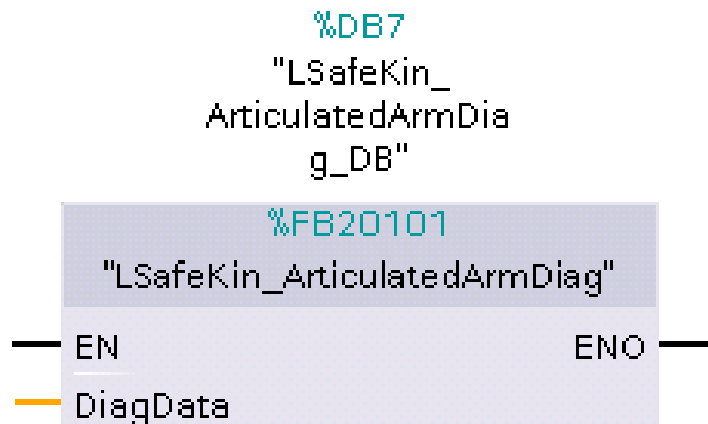 %DB7
"LSafeKin_
ArticulatedArmDia
g_DB"
%FB20101
"LSafeKin_ArticulatedArmDiag"
EN ENO
DiagData